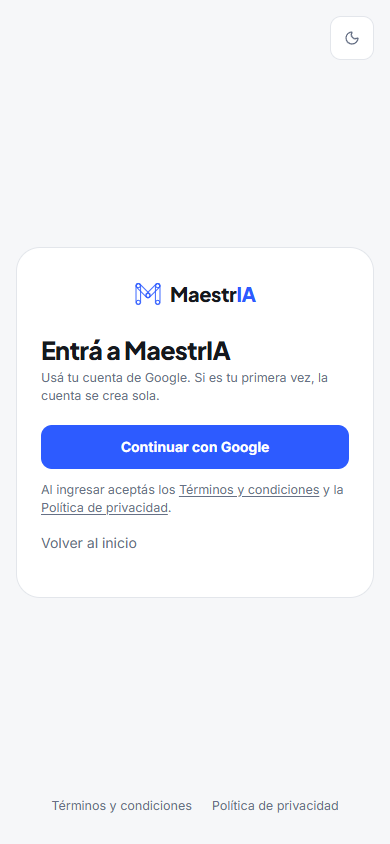 MaestrIA
Entrá a MaestrIA
Usá tu cuenta de Google. Si es tu primera vez, la
cuenta se crea sola.
Continuar con Google
Al ingresar aceptás los Términos y condiciones y la
Política de privacidad.
Volver al inicio
Términos y condiciones Política de privacidad